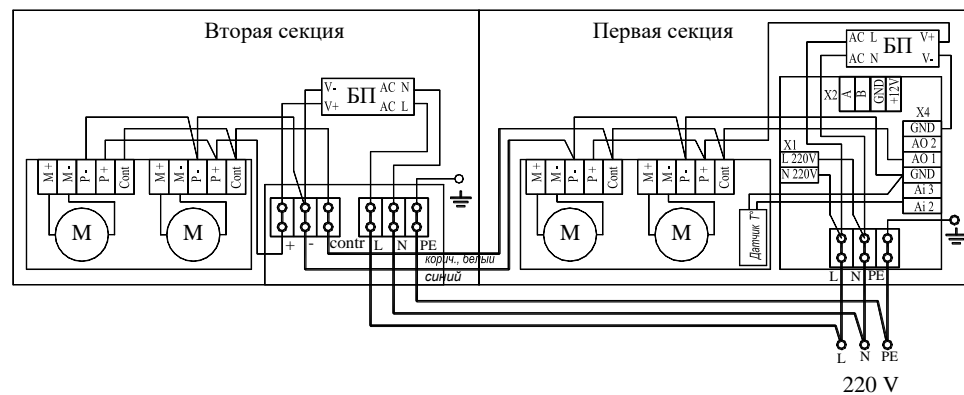 Вторая секция
Первая секция
V-
V+
БП
AC N
AC L
AC L
AC N
БП
V+
V-
X2
A
B
GND
+12V
X4
GND
AO 2
AO 1
GND
Ai 3
Ai 2
X1
L 220V
N 220V
M +
M -
P -
P +
Cont
M +
M -
P -
P +
Cont
M
M
M +
M -
P -
P +
Cont
M +
M -
P -
P +
Cont
M
M
Датчик T°
+ - contr L N PE
корич., белый
синий
L N PE
L N PE
220 V